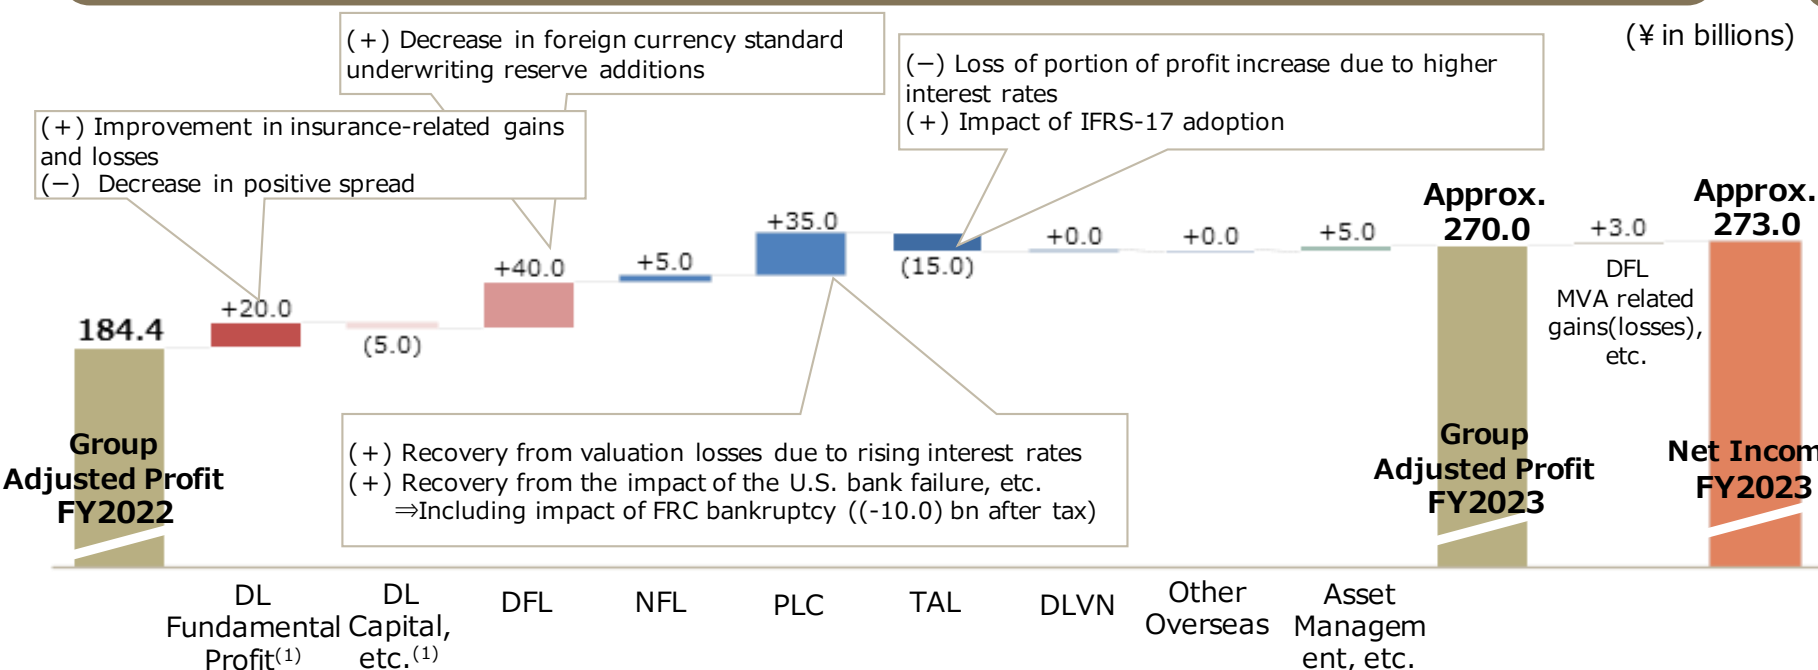 (¥ in billions)
(+) Decrease in foreign currency standard
underwriting reserve additions
(−) Loss of portion of profit increase due to higher
interest rates
(+) Impact of IFRS-17 adoption
(+) Improvement in insurance-related gains
and losses
(−) Decrease in positive spread
184.4
+20.0
(5.0)
+40.0
+5.0
+35.0
(15.0)
+0.0
+0.0
+5.0
Approx.
270.0
+3.0
Approx.
273.0
DFL
MVA related
gains(losses),
etc.
Group
Adjusted Profit
FY2022
(+) Recovery from valuation losses due to rising interest rates
(+) Recovery from the impact of the U.S. bank failure, etc.
⇒Including impact of FRC bankruptcy ((-10.0) bn after tax)
Group
Adjusted Profit
FY2023
Net Incom
FY2023
DL
Fundamental
Profit(1)
DL
Capital,
etc.(1)
DFL
NFL
PLC
TAL
DLVN
Other
Overseas
Asset
Managem
ent, etc.